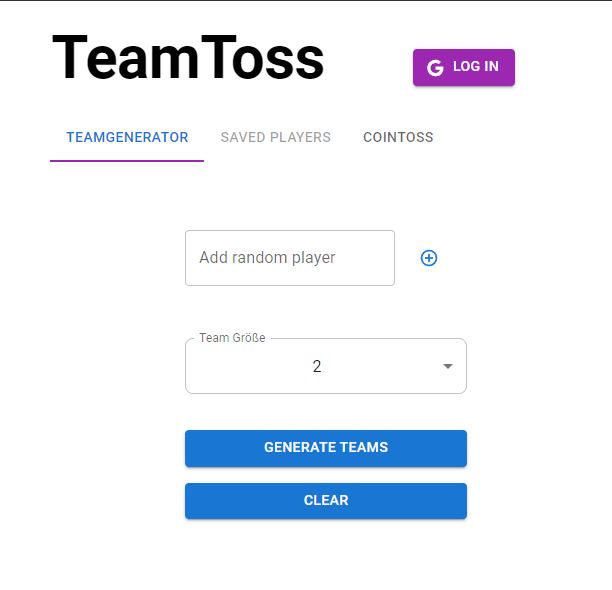 TeamToss
LOG IN
TEAMGENERATOR
SAVED PLAYERS
COINTOSS
Add random player
Team Größe
2
GENERATE TEAMS
CLEAR